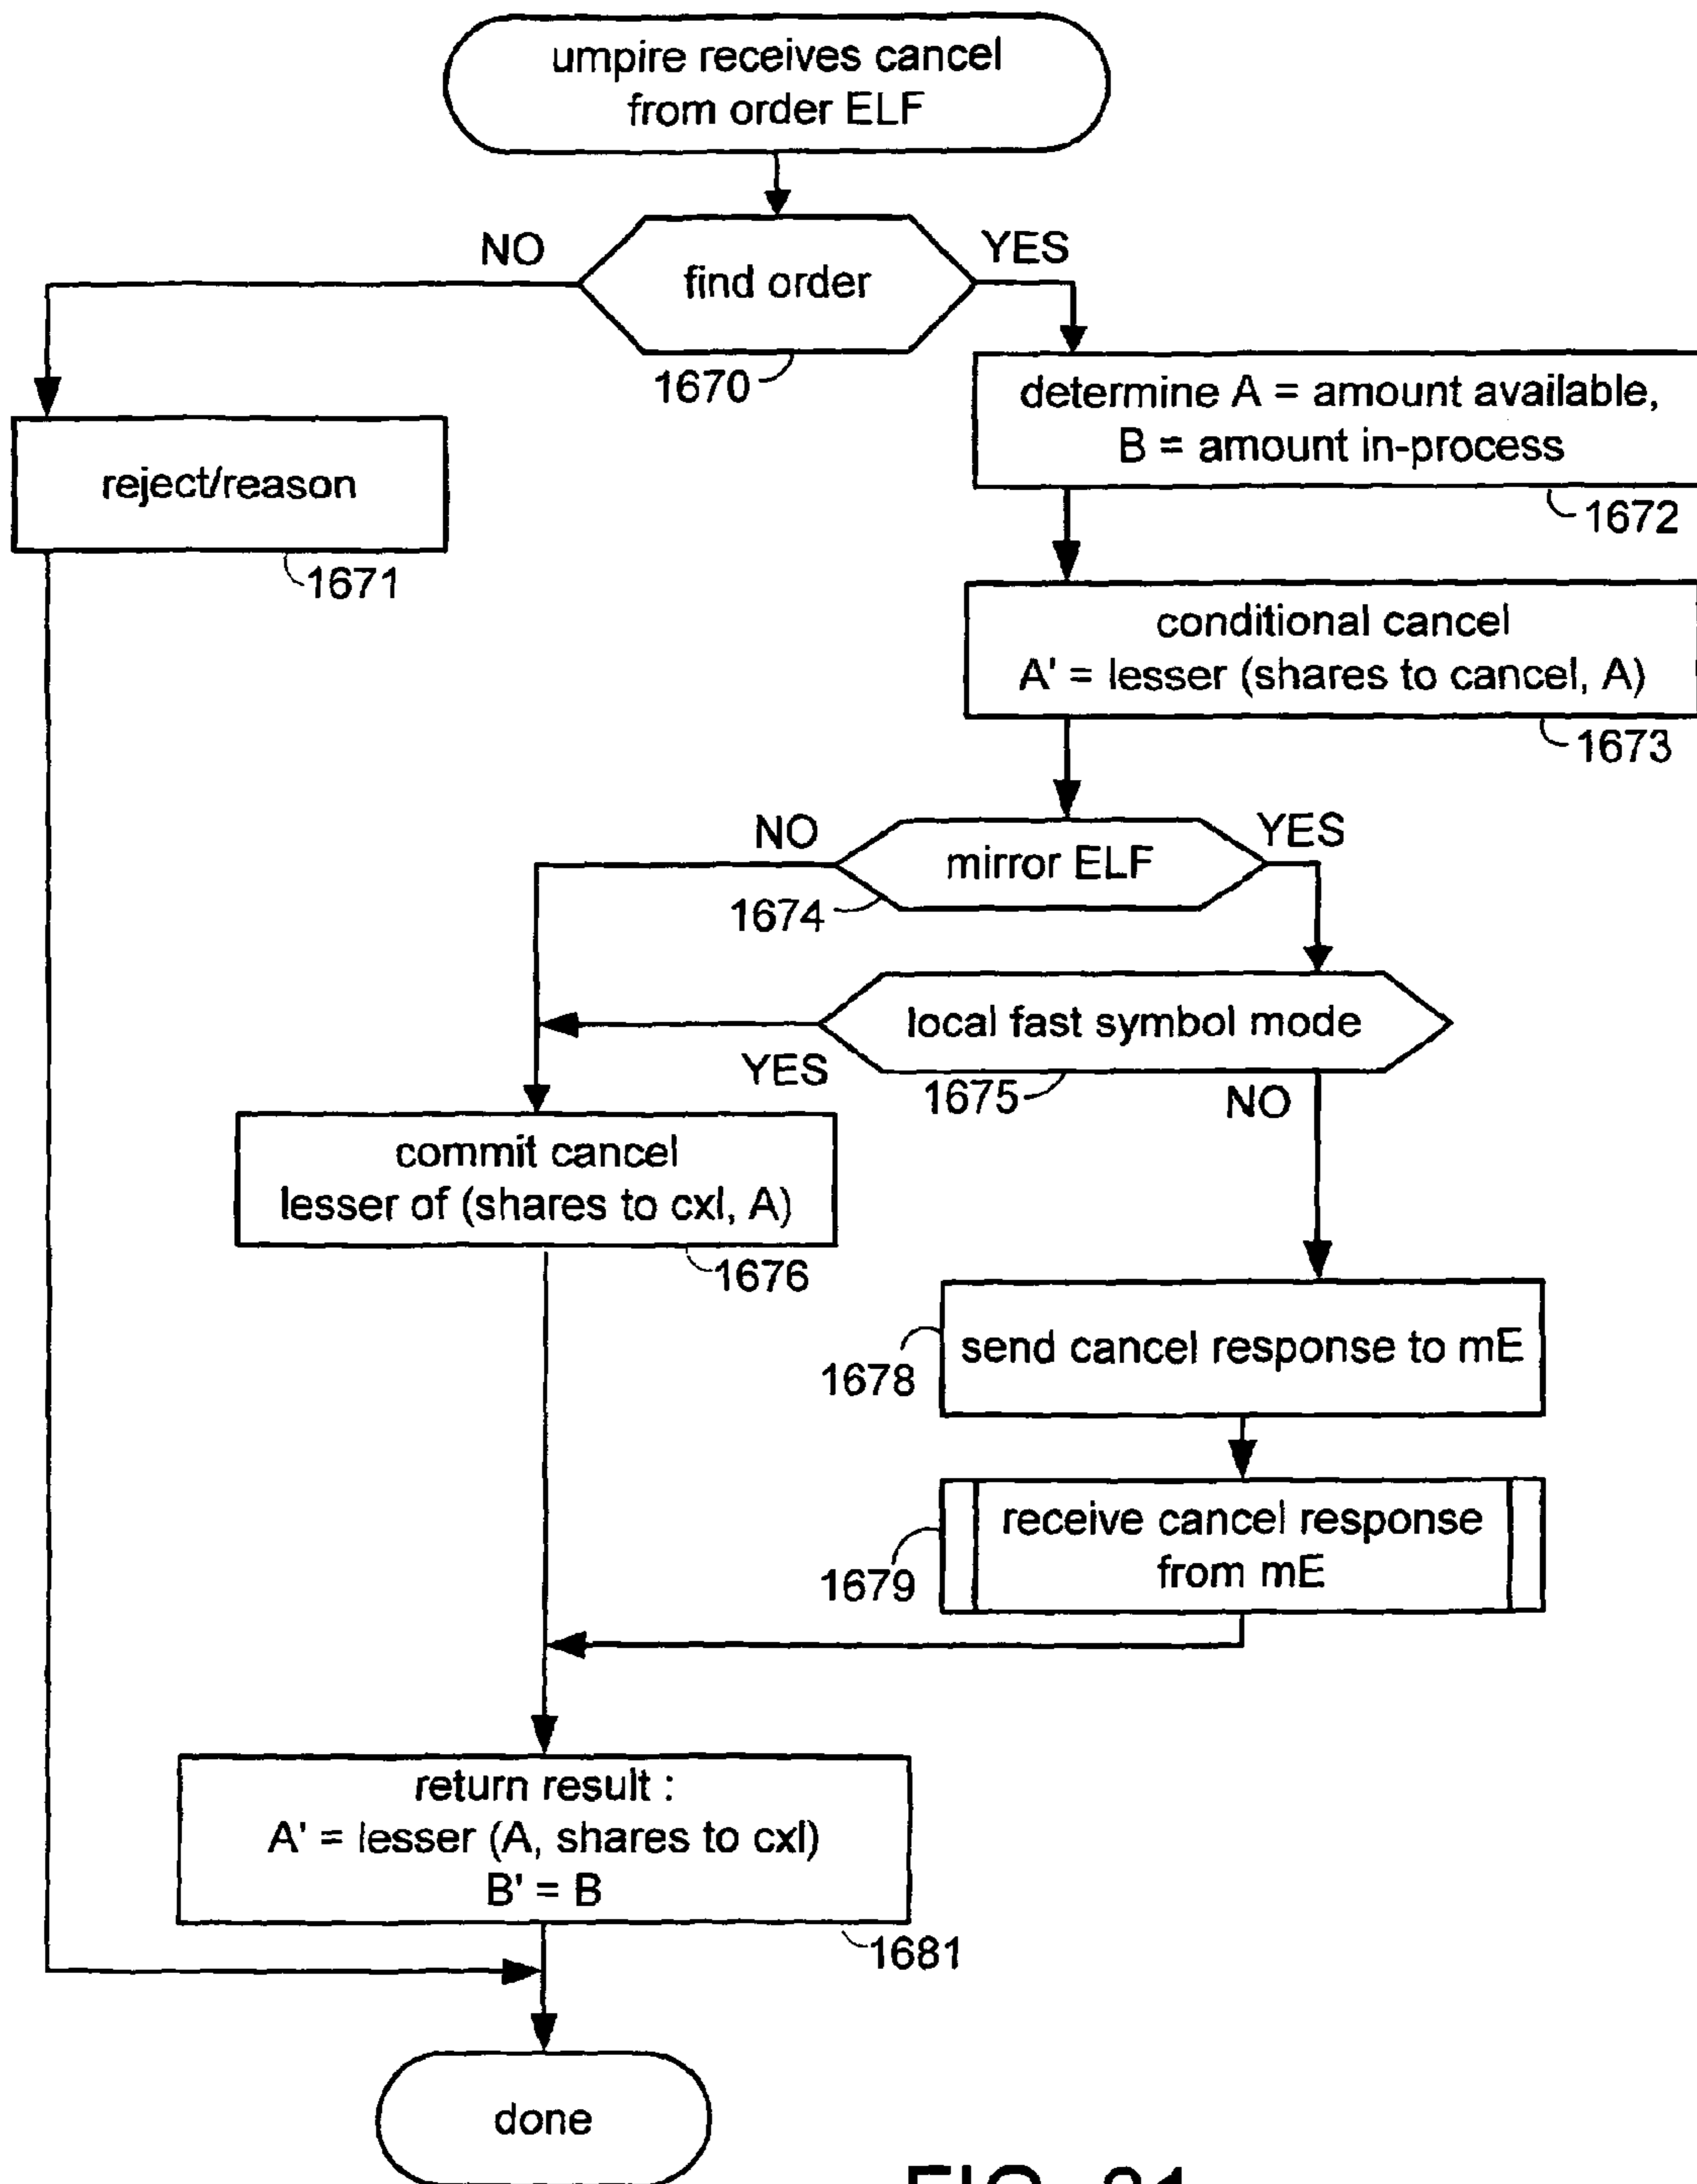 umpire receives cancel
from order ELF
NO
YES
find order
1670
determine A = amount available,
B = amount in-process
1672
reject/reason
1671
conditional cancel
A' = lesser (shares to cancel, A)
1673
NO
YES
mirror ELF
1674
local fast symbol mode
YES
1675
NO
commit cancel
lesser of (shares to cxl, A)
1676
send cancel response to mE
1678
receive cancel response
from mE
1679
return result :
A' = lesser (A, shares to cxl)
B' = B
1681
done